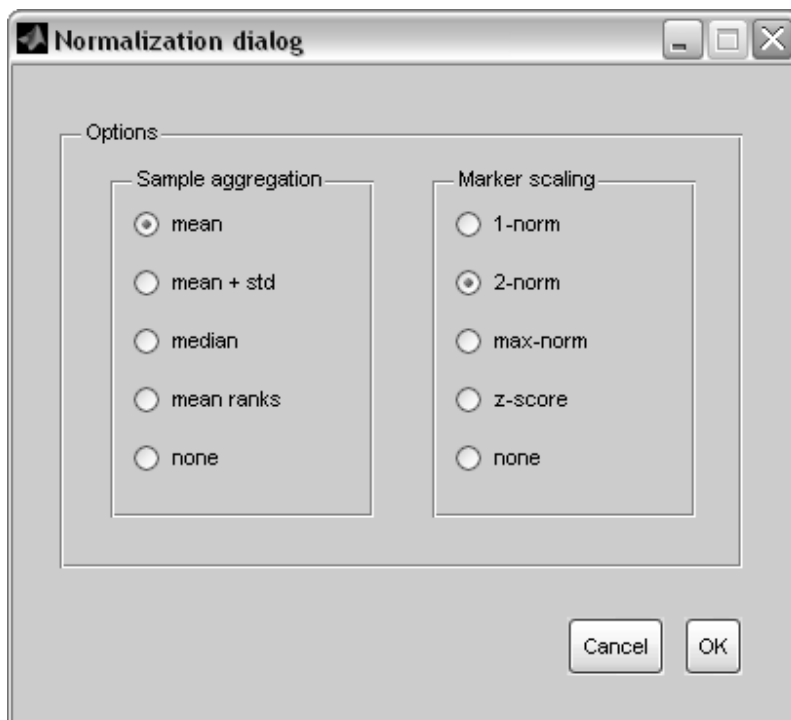 Normalization dialog
Options
Sample aggregation
mean
mean + std
median
mean ranks
none
Marker scaling
1-norm
2-norm
max-norm
z-score
none
Cancel
OK